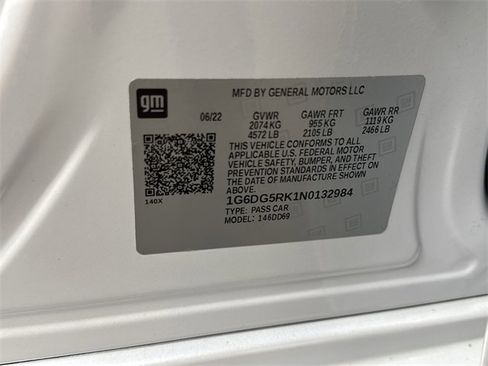 gm
MFD BY GENERAL MOTORS LLC
06/22 GVWR GAWR FRT GAWR RR
2074 KG 955 KG 1119 KG
4572 LB 2105 LB 2466 LB
THIS VEHICLE CONFORMS TO ALL
APPLICABLE U.S. FEDERAL MOTOR
VEHICLE SAFETY, BUMPER, AND THEFT
PREVENTION STANDARDS IN EFFECT ON
THE DATE OF MANUFACTURE SHOWN
ABOVE.
140X
1G6DG5RK1N0132984
TYPE: PASS CAR
MODEL: 146DD69